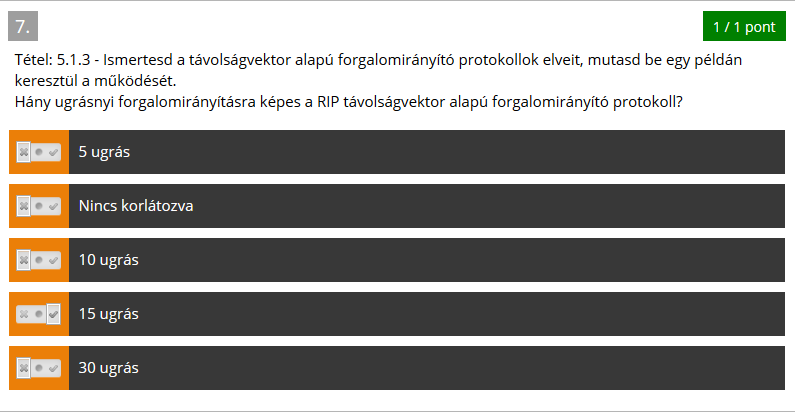 7.
1 / 1 pont
Tétel: 5.1.3 - Ismertesd a távolságvektor alapú forgalomirányító protokollok elveit, mutasd be egy példán
keresztül a működését.
Hány ugrásnyi forgalomirányításra képes a RIP távolságvektor alapú forgalomirányító protokoll?
5 ugrás
Nincs korlátozva
10 ugrás
15 ugrás
30 ugrás